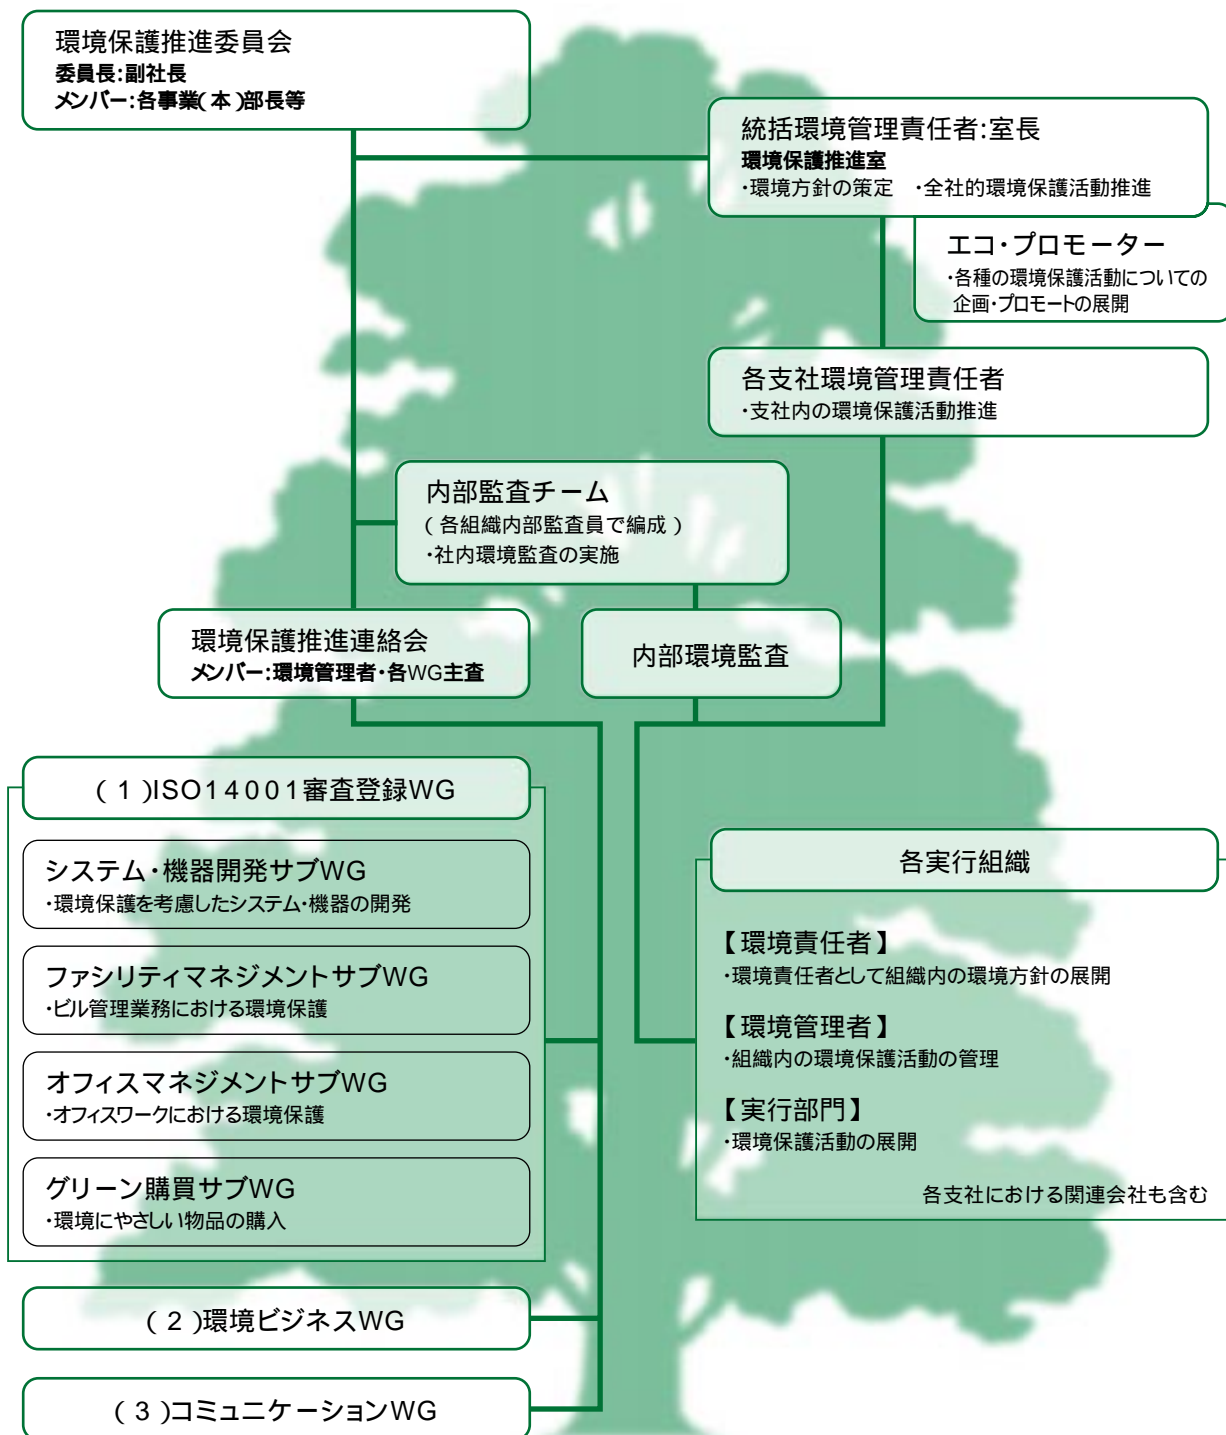 環境保護推進委員会
委員長:副社長
メンバー:各事業(本)部長等
統括環境管理責任者:室長
環境保護推進室
・環境方針の策定　・全社的環境保護活動推進
エコ・プロモーター
・各種の環境保護活動についての
企画・プロモートの展開
各支社環境管理責任者
・支社内の環境保護活動推進
内部監査チーム
(各組織内部監査員で編成)
・社内環境監査の実施
環境保護推進連絡会
メンバー:環境管理者・各WG主査
内部環境監査
(1)ISO14001審査登録WG
システム・機器開発サブWG
・環境保護を考慮したシステム・機器の開発
ファシリティマネジメントサブWG
・ビル管理業務における環境保護
オフィスマネジメントサブWG
・オフィスワークにおける環境保護
グリーン購買サブWG
・環境にやさしい物品の購入
(2)環境ビジネスWG
(3)コミュニケーションWG
各実行組織
【環境責任者】
・環境責任者として組織内の環境方針の展開
【環境管理者】
・組織内の環境保護活動の管理
【実行部門】
・環境保護活動の展開
各支社における関連会社も含む